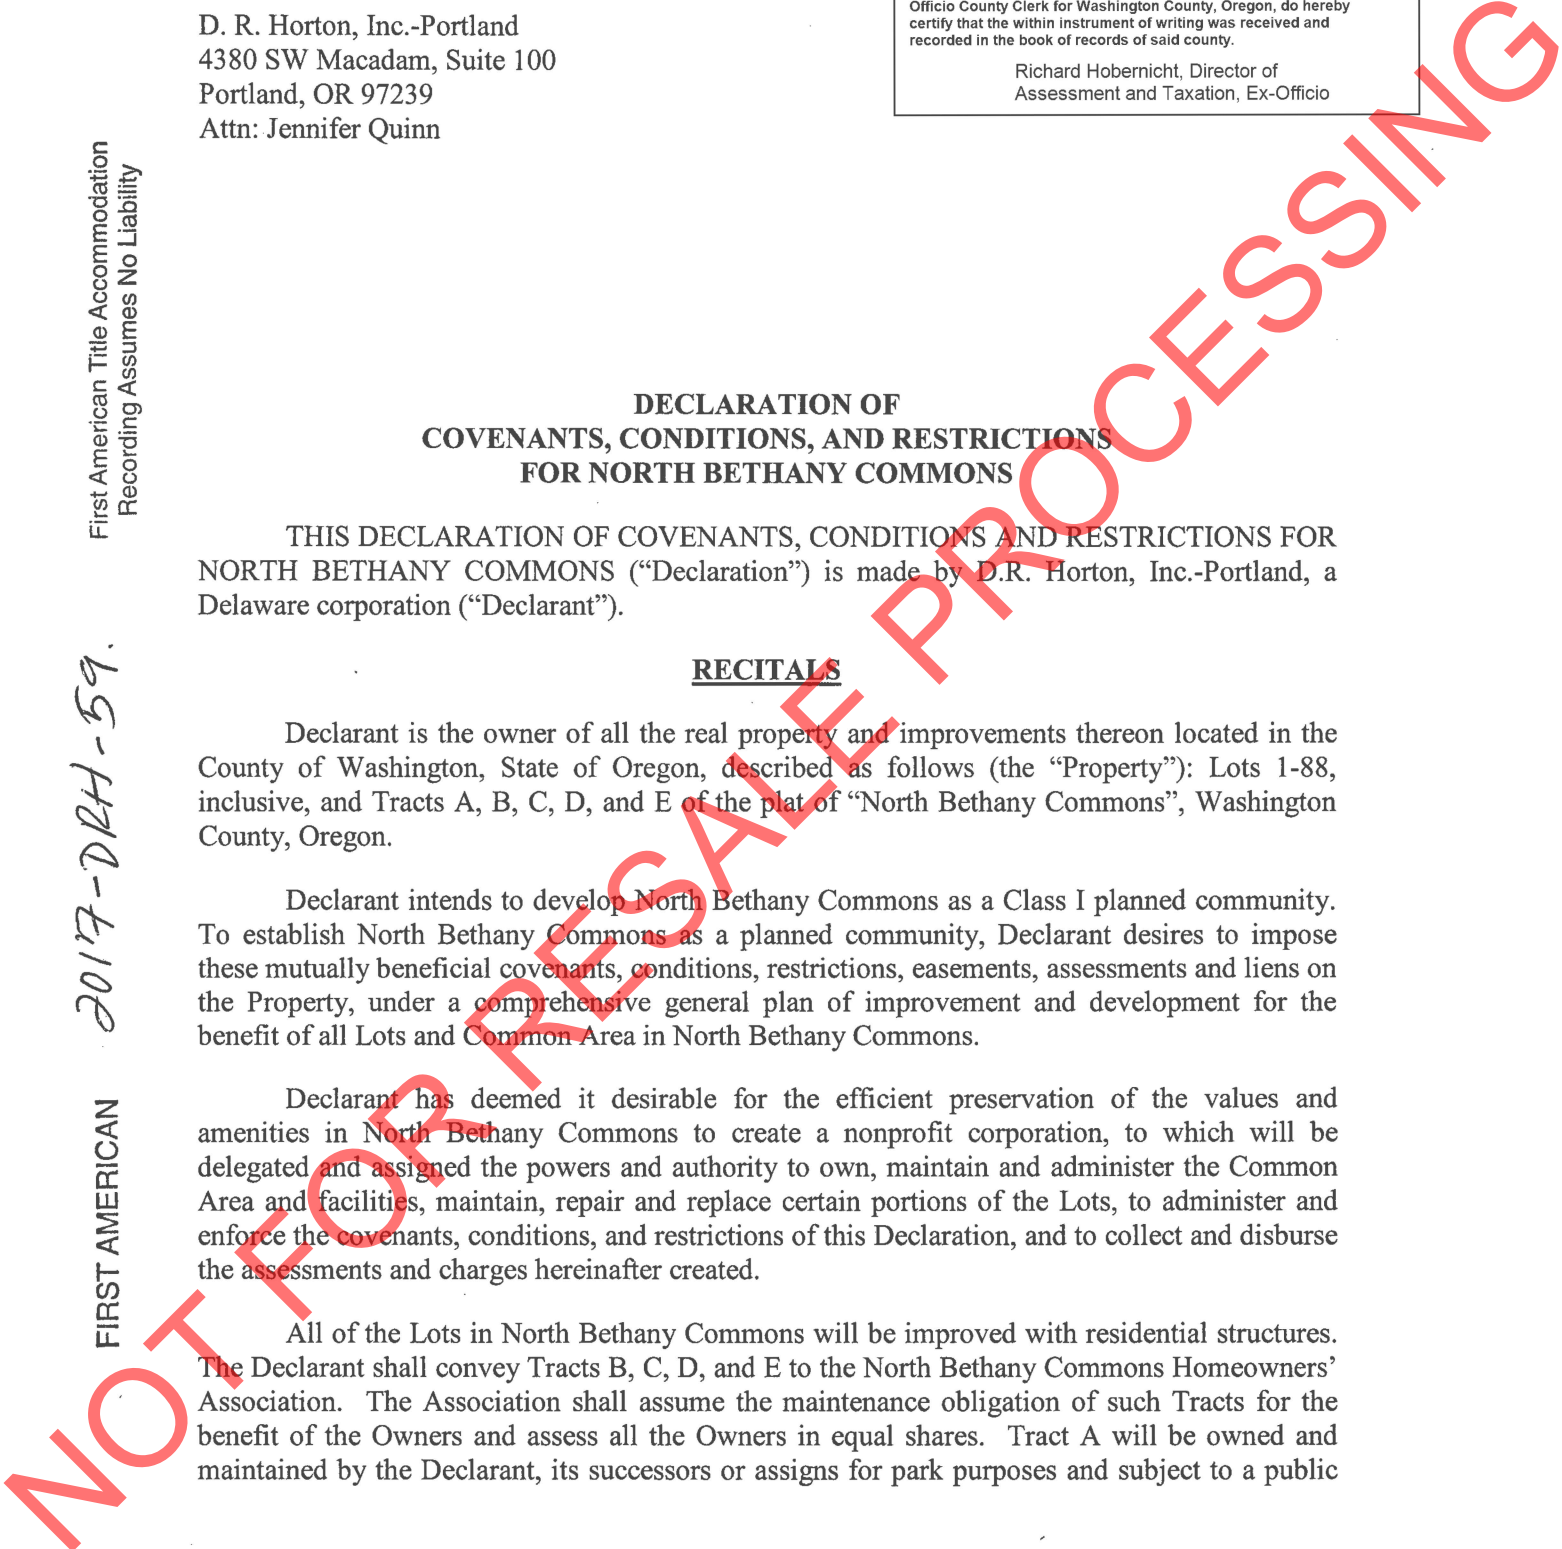 D. R. Horton, Inc.-Portland
4380 SW Macadam, Suite 100
Portland, OR 97239
Attn: Jennifer Quinn
Officio County Clerk for Washington County, Oregon, do hereby
certify that the within instrument of writing was received and
recorded in the book of records of said county.
Richard Hobernicht, Director of
Assessment and Taxation, Ex-Officio
First American Title Accommodation
Recording Assumes No Liability
DECLARATION OF
COVENANTS, CONDITIONS, AND RESTRICTIONS
FOR NORTH BETHANY COMMONS
THIS DECLARATION OF COVENANTS, CONDITIONS AND RESTRICTIONS FOR
NORTH BETHANY COMMONS (“Declaration”) is made by D.R. Horton, Inc.-Portland, a
Delaware corporation (“Declarant”).
RECITALS
Declarant is the owner of all the real property and improvements thereon located in the
County of Washington, State of Oregon, described as follows (the “Property”): Lots 1-88,
inclusive, and Tracts A, B, C, D, and E of the plat of “North Bethany Commons”, Washington
County, Oregon.
Declarant intends to develop North Bethany Commons as a Class I planned community.
To establish North Bethany Commons as a planned community, Declarant desires to impose
these mutually beneficial covenants, conditions, restrictions, easements, assessments and liens on
the Property, under a comprehensive general plan of improvement and development for the
benefit of all Lots and Common Area in North Bethany Commons.
Declarant has deemed it desirable for the efficient preservation of the values and
amenities in North Bethany Commons to create a nonprofit corporation, to which will be
delegated and assigned the powers and authority to own, maintain and administer the Common
Area and facilities, maintain, repair and replace certain portions of the Lots, to administer and
enforce the covenants, conditions, and restrictions of this Declaration, and to collect and disburse
the assessments and charges hereinafter created.
All of the Lots in North Bethany Commons will be improved with residential structures.
The Declarant shall convey Tracts B, C, D, and E to the North Bethany Commons Homeowners’
Association. The Association shall assume the maintenance obligation of such Tracts for the
benefit of the Owners and assess all the Owners in equal shares. Tract A will be owned and
maintained by the Declarant, its successors or assigns for park purposes and subject to a public
FIRST AMERICAN 2017-DRH-59.
NOT FOR RESALE PROCESSING